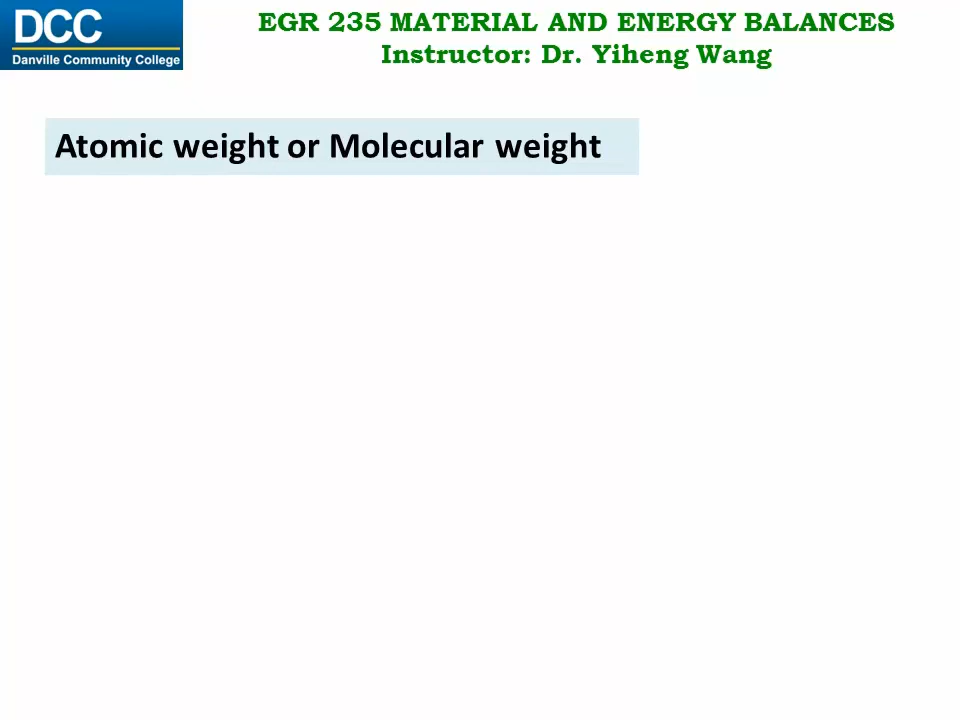 DCC
Danville Community College
EGR 235 MATERIAL AND ENERGY BALANCES
Instructor: Dr. Yiheng Wang
Atomic weight or Molecular weight